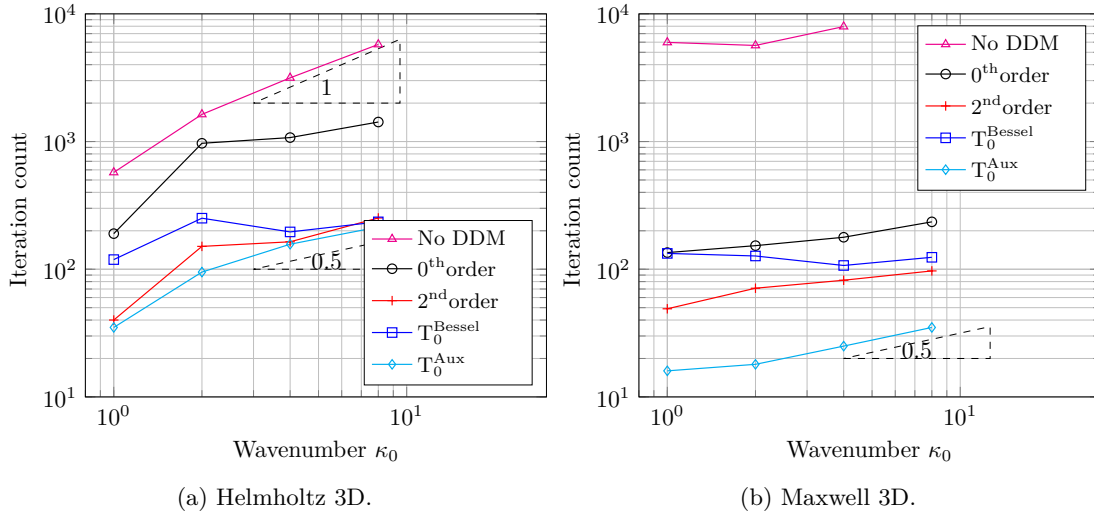 10^4
10^3
10^2
10^1
10^0
10^1
Iteration count
Wavenumber κ_0
1
0.5
No DDM
0^th order
2^nd order
T_0^Bessel
T_0^Aux
(a) Helmholtz 3D.
10^4
10^3
10^2
10^1
10^0
10^1
Iteration count
Wavenumber κ_0
0.5
No DDM
0^th order
2^nd order
T_0^Bessel
T_0^Aux
(b) Maxwell 3D.